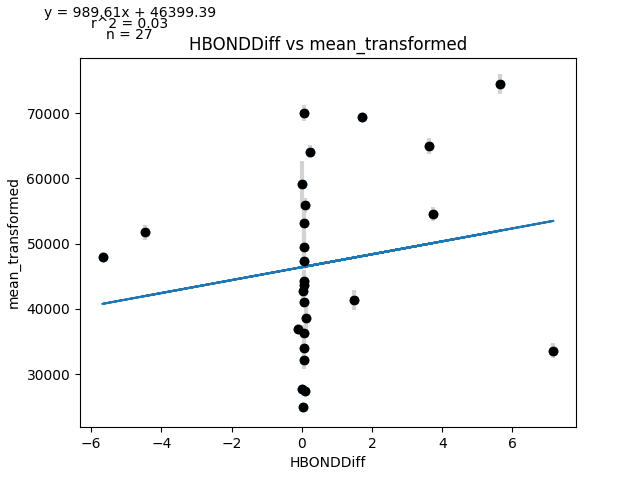 y = 989.61x + 46399.39
r^2 = 0.03
n = 27
HBONDDiff vs mean_transformed
mean_transformed
70000
60000
50000
40000
30000
−6 −4 −2 0 2 4 6
HBONDDiff